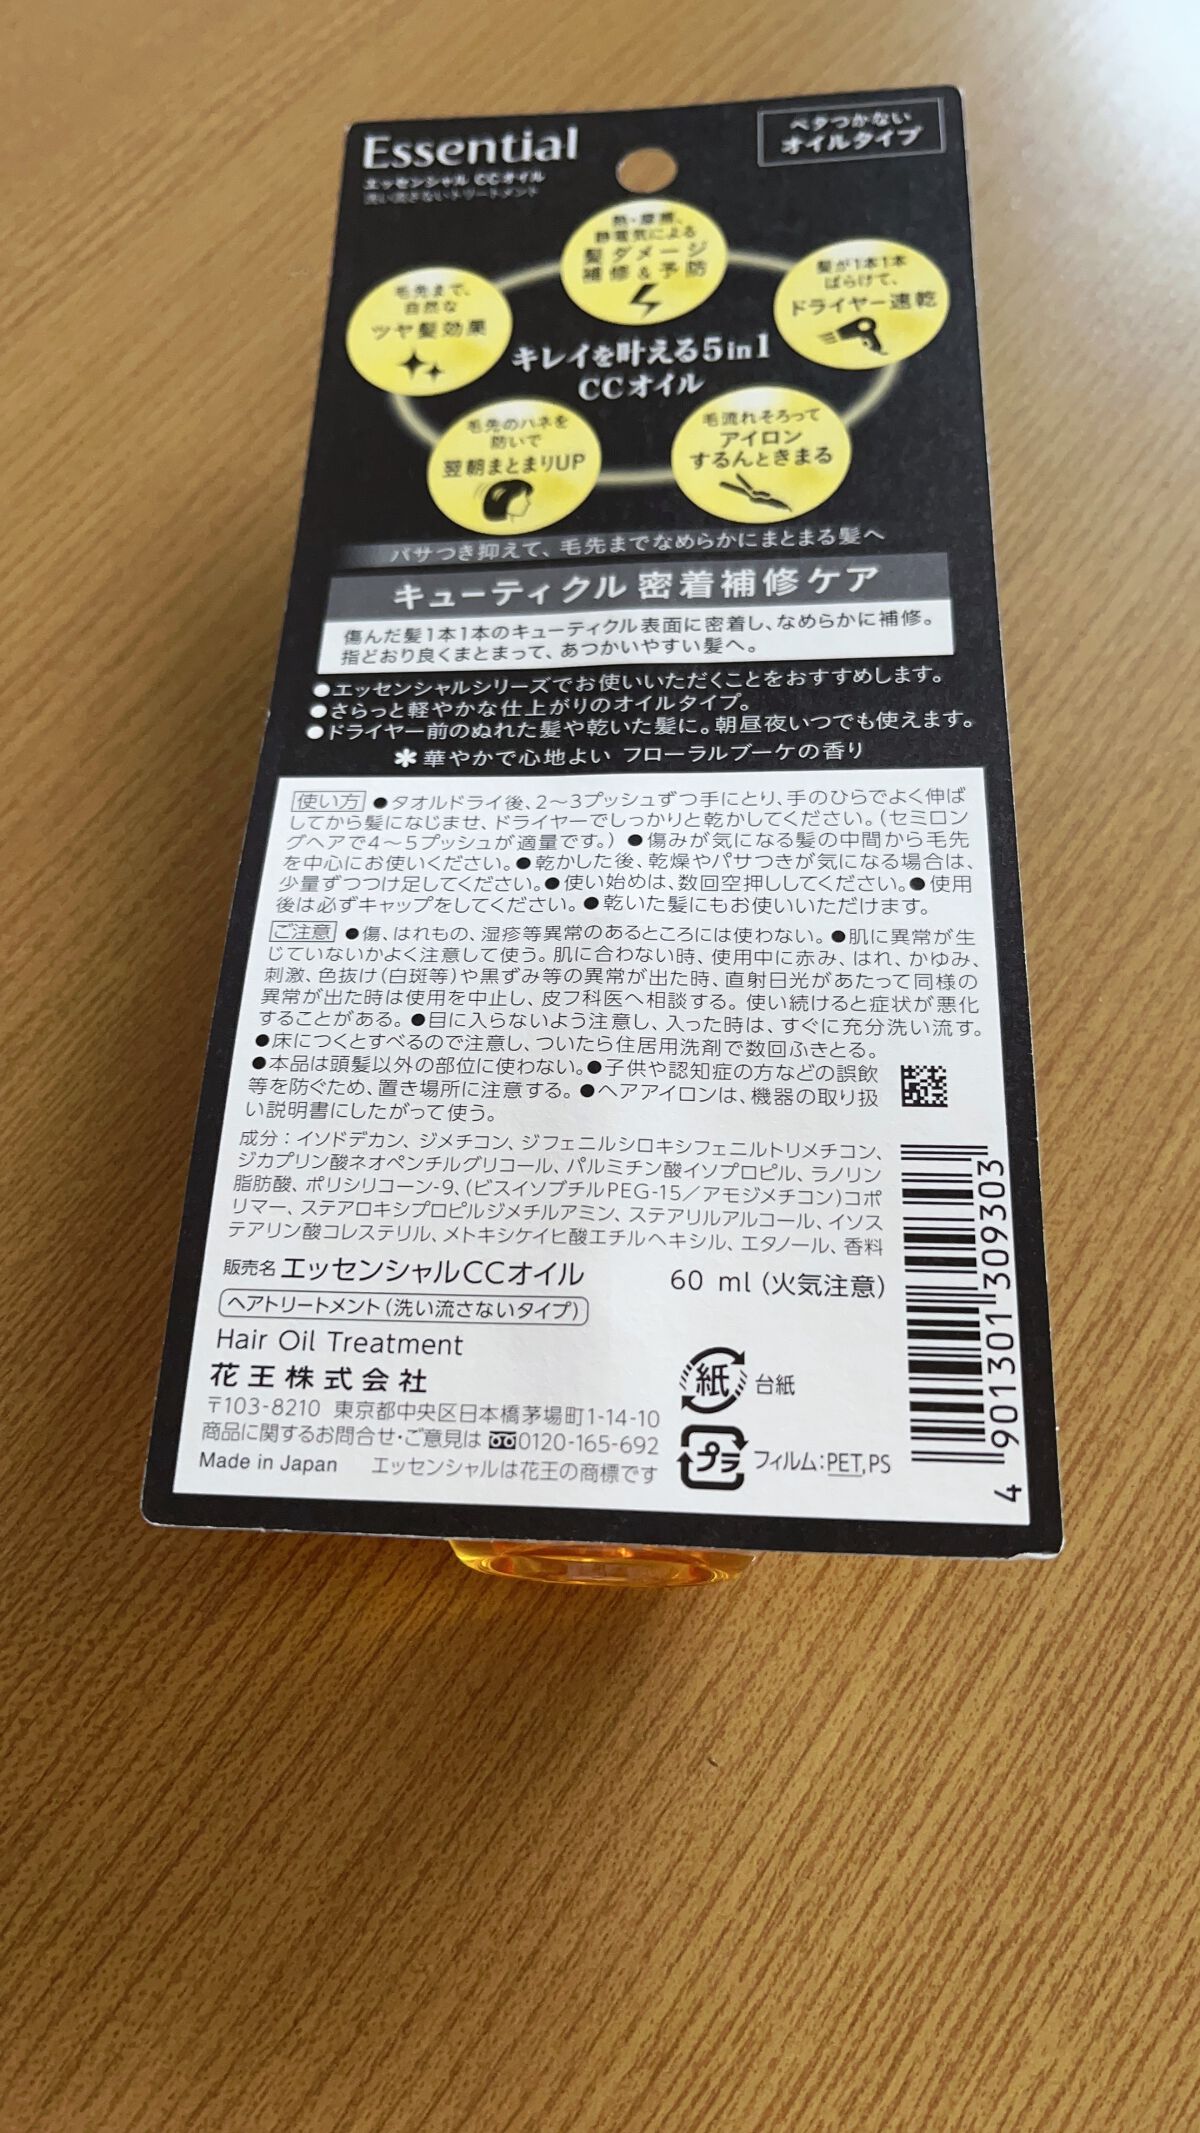 Essential
エッセンシャル CCオイル
洗い流さないトリートメント
ベタつかない
オイルタイプ
熱・摩擦、
静電気による
髪ダメージ
補修&予防
毛先まで、
自然な
ツヤ髪効果
髪が1本1本
ばらけて、
ドライヤー速乾
キレイを叶える5in1
CCオイル
毛先のハネを
防いで
翌朝まとまりUP
毛流れそろって
アイロン
するんときまる
パサつき抑えて、毛先までなめらかにまとまる髪へ
キューティクル 密着補修ケア
傷んだ髪1本1本のキューティクル表面に密着し、なめらかに補修。
指どおり良くまとまって、あつかいやすい髪へ。
●エッセンシャルシリーズでお使いいただくことをおすすめします。
●さらっと軽やかな仕上がりのオイルタイプ。
●ドライヤー前のぬれた髪や乾いた髪に。朝昼夜いつでも使えます。
✻華やかで心地よい フローラルブーケの香り
使い方 ●タオルドライ後、2～3プッシュずつ手にとり、手のひらでよく伸ば
してから髪になじませ、ドライヤーでしっかりと乾かしてください。(セミロン
グヘアで4～5プッシュが適量です。) ●傷みが気になる髪の中間から毛先
を中心にお使いください。●乾かした後、乾燥やパサつきが気になる場合は、
少量ずつつけ足してください。●使い始めは、数回空押ししてください。●使用
後は必ずキャップをしてください。●乾いた髪にもお使いいただけます。
ご注意 ●傷、はれもの、湿疹等異常のあるところには使わない。●肌に異常が生
じていないかよく注意して使う。肌に合わない時、使用中に赤み、はれ、かゆみ、
刺激、色抜け(白斑等)や黒ずみ等の異常が出た時、直射日光があたって同様の
異常が出た時は使用を中止し、皮フ科医へ相談する。使い続けると症状が悪化
することがある。●目に入らないよう注意し、入った時は、すぐに充分洗い流す。
●床につくとすべるので注意し、ついたら住居用洗剤で数回ふきとる。
●本品は頭髪以外の部位に使わない。●子供や認知症の方などの誤飲
等を防ぐため、置き場所に注意する。●ヘアアイロンは、機器の取り扱
い説明書にしたがって使う。
成分：イソドデカン、ジメチコン、ジフェニルシロキシフェニルトリメチコン、
ジカプリン酸ネオペンチルグリコール、パルミチン酸イソプロピル、ラノリン
脂肪酸、ポリシリコーン-9、(ビスイソブチルPEG-15／アモジメチコン)コポ
リマー、ステアロキシプロピルジメチルアミン、ステアリルアルコール、イソス
テアリン酸コレステリル、メトキシケイヒ酸エチルヘキシル、エタノール、香料
販売名 エッセンシャルCCオイル 60 ml (火気注意)
ヘアトリートメント(洗い流さないタイプ)
Hair Oil Treatment
花王株式会社
〒103-8210 東京都中央区日本橋茅場町1-14-10
商品に関するお問合せ・ご意見は 0120-165-692
Made in Japan エッセンシャルは花王の商標です
紙 台紙
プラ フィルム：PET,PS
4 901301 309303